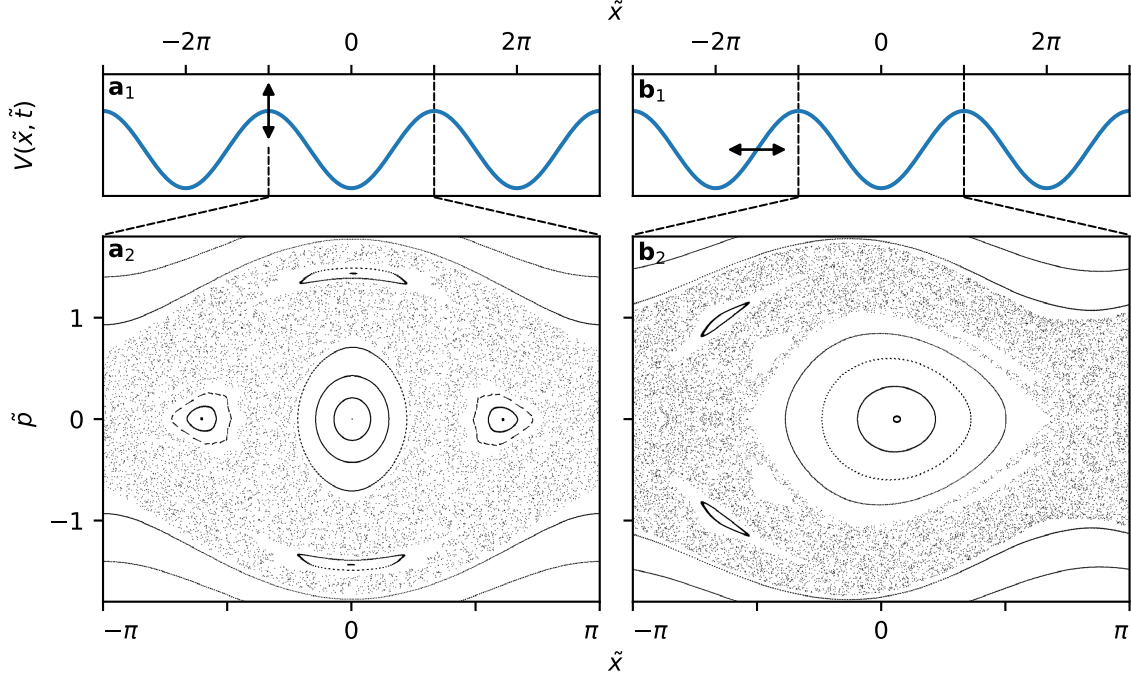 x̃
−2π 0 2π −2π 0 2π
a₁ b₁
V(x̃, t̃)
a₂ b₂
1
0
−1
p̃
−π 0 π −π 0 π
x̃